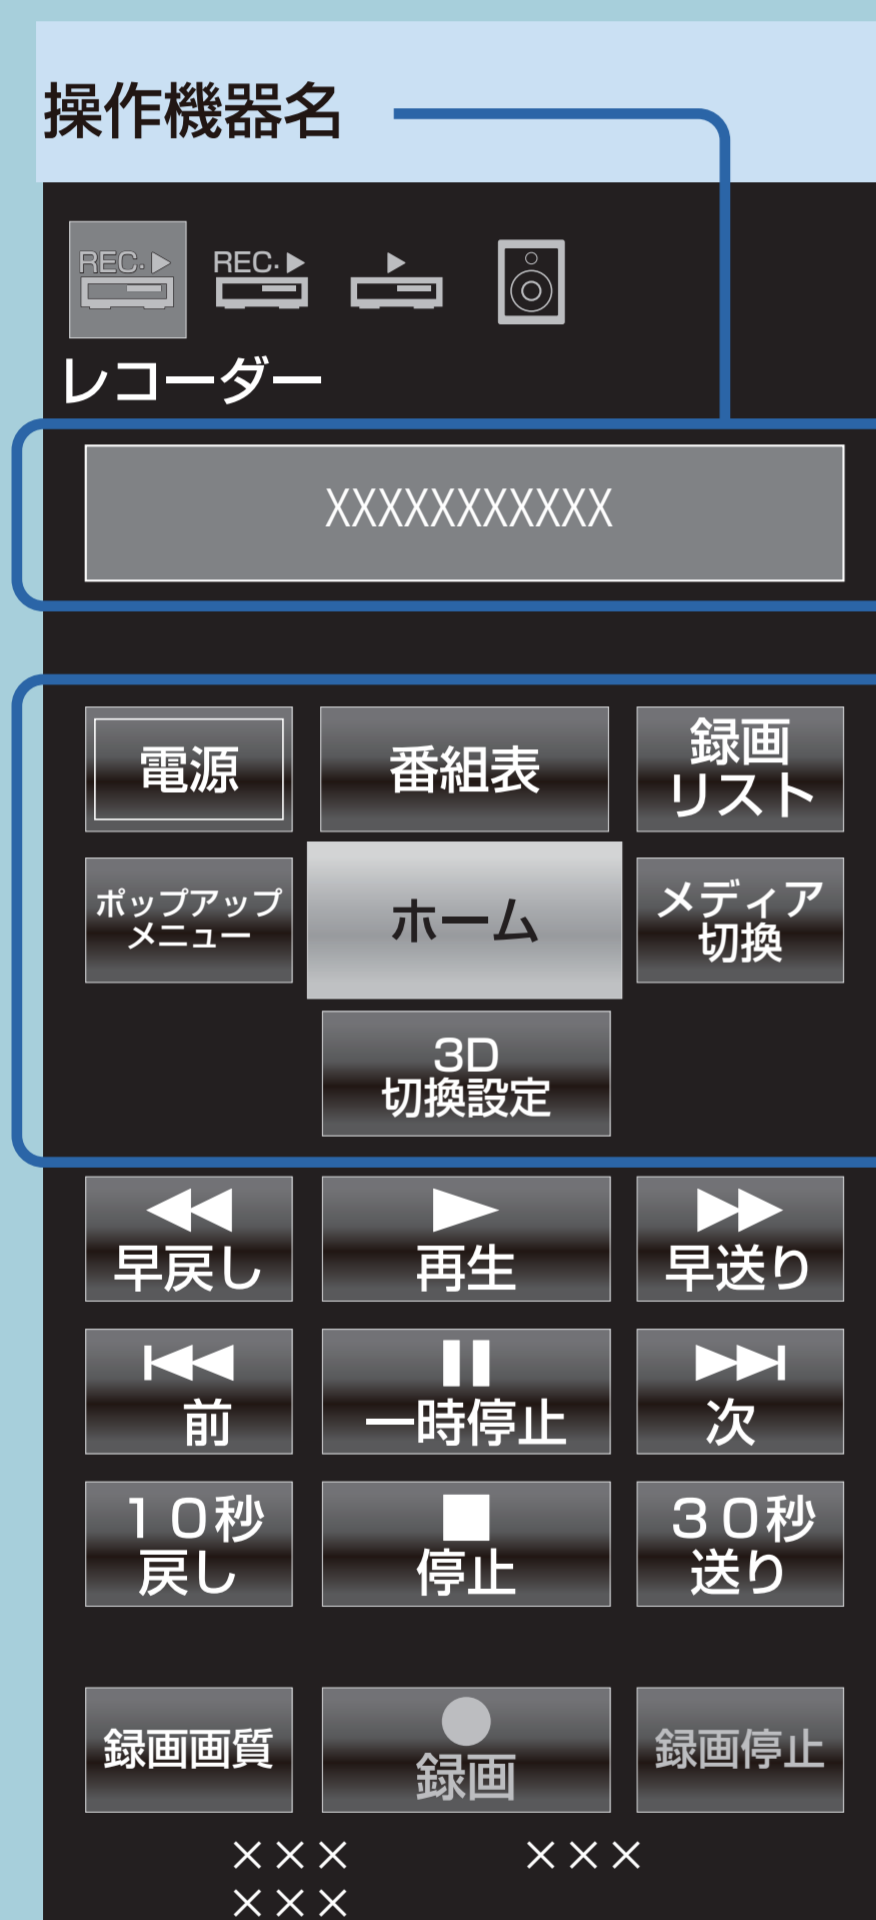 操作機器名
REC. REC.
レコーダー
XXXXXXXXXXX
電源 番組表 録画
リスト
ポップアップ
メニュー
ホーム
メディア
切換
3D
切換設定
早戻し 再生 早送り
前 一時停止 次
10秒
戻し
停止
30秒
送り
録画画質 録画 録画停止
××× ×××
×××